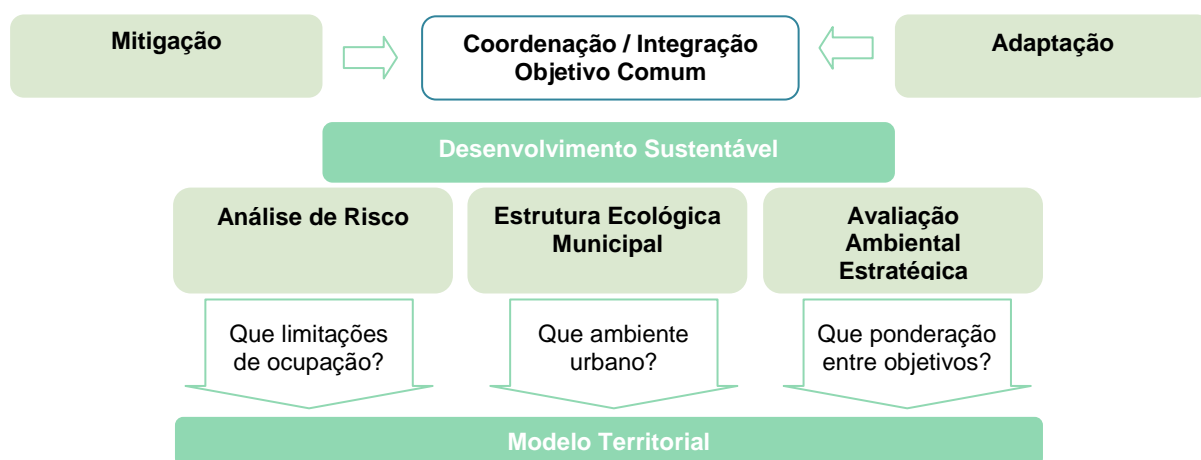 Mitigação
Coordenação / Integração
Objetivo Comum
Adaptação
Desenvolvimento Sustentável
Análise de Risco
Estrutura Ecológica
Municipal
Avaliação
Ambiental
Estratégica
Que limitações
de ocupação?
Que ambiente
urbano?
Que ponderação
entre objetivos?
Modelo Territorial